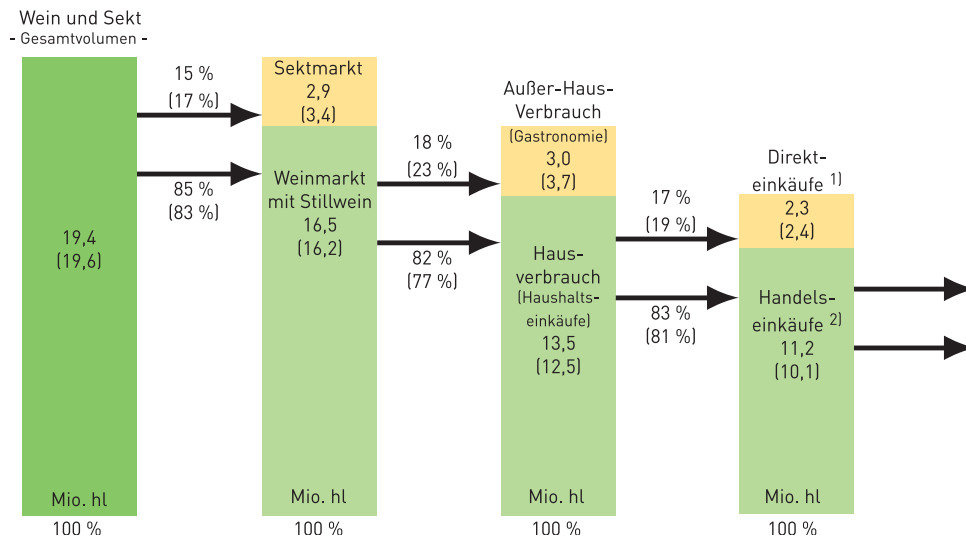 Wein und Sekt
- Gesamtvolumen -
19,4
(19,6)
Mio. hl
100 %
15 %
(17 %)
85 %
(83 %)
Sektmarkt
2,9
(3,4)
Weinmarkt
mit Stillwein
16,5
(16,2)
Mio. hl
100 %
18 %
(23 %)
82 %
(77 %)
Außer-Haus-
Verbrauch
(Gastronomie)
3,0
(3,7)
Haus-
verbrauch
(Haushalts-
einkäufe)
13,5
(12,5)
Mio. hl
100 %
17 %
(19 %)
83 %
(81 %)
Direkt-
einkäufe 1)
2,3
(2,4)
Handels-
einkäufe 2)
11,2
(10,1)
Mio. hl
100 %